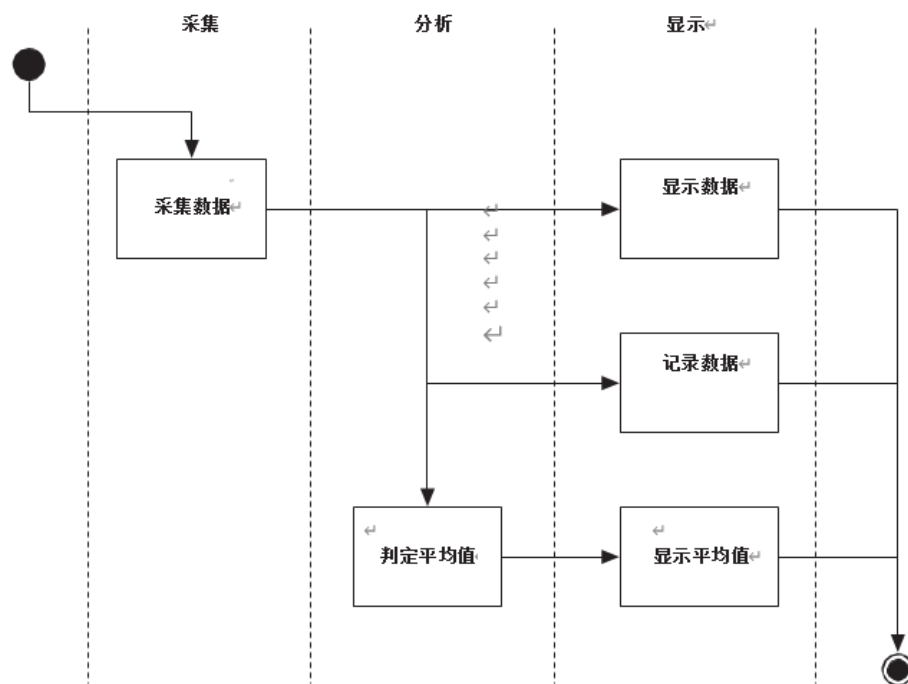 采集
分析
显示
采集数据
显示数据
记录数据
判定平均值
显示平均值